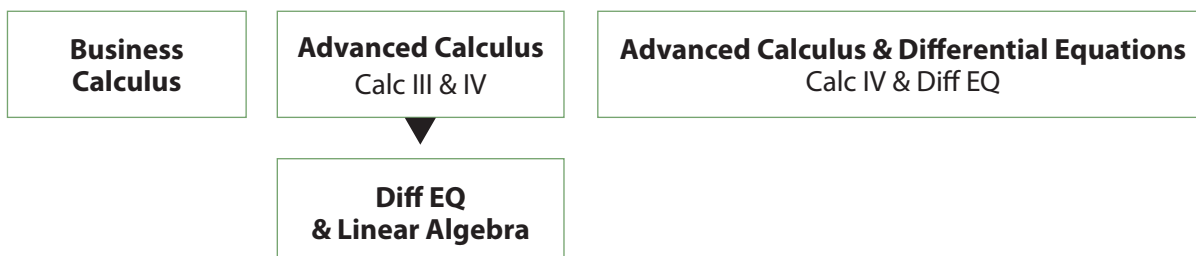 Business
Calculus
Advanced Calculus
Calc III & IV
Advanced Calculus & Differential Equations
Calc IV & Diff EQ
Diff EQ
& Linear Algebra